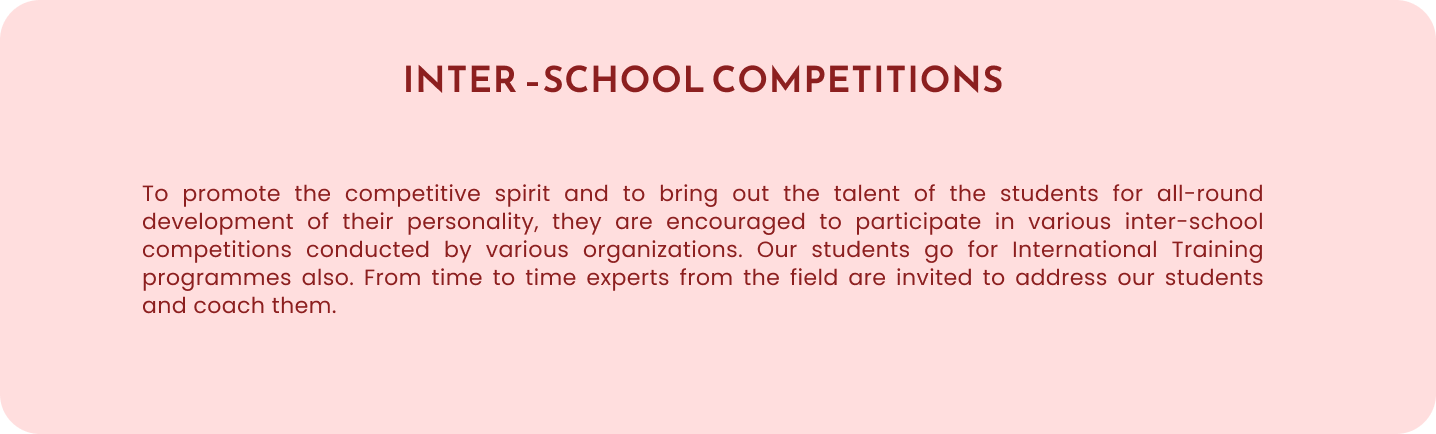 INTER -SCHOOL COMPETITIONS
To promote the competitive spirit and to bring out the talent of the students for all-round
development of their personality, they are encouraged to participate in various inter-school
competitions conducted by various organizations. Our students go for International Training
programmes also. From time to time experts from the field are invited to address our students
and coach them.